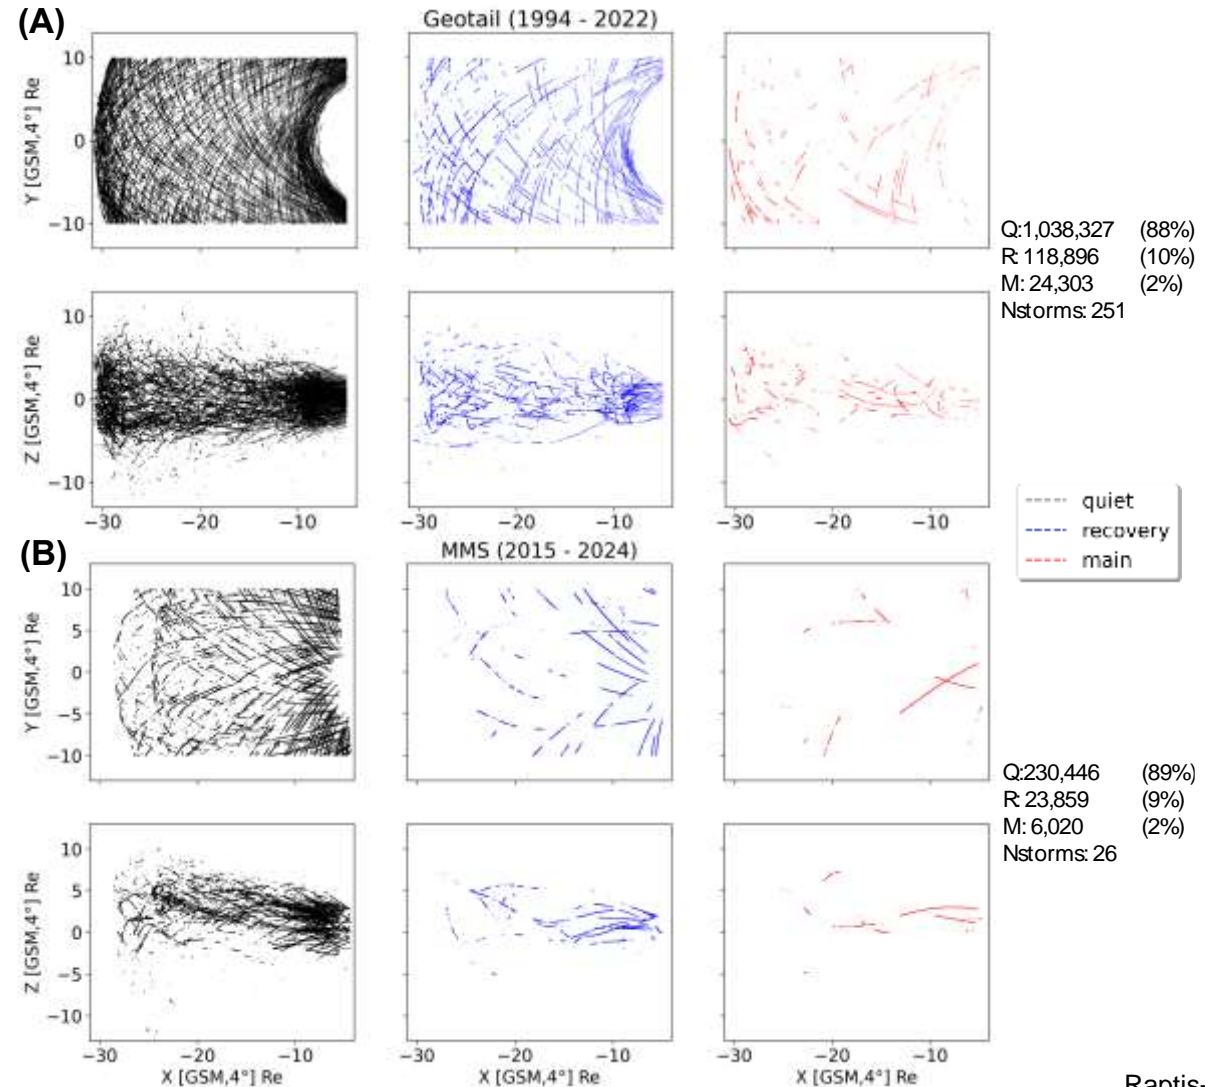 (A)
Geotail (1994 - 2022)
10
0
−10
Y [GSM,4°] Re
Q:1,038,327 (88%)
R: 118,896 (10%)
M: 24,303 (2%)
Nstorms: 251
10
0
−10
Z [GSM,4°] Re
−30 −20 −10 −30 −20 −10 −30 −20 −10
quiet
recovery
main
(B)
MMS (2015 - 2024)
10
5
0
−5
−10
Y [GSM,4°] Re
Q:230,446 (89%)
R: 23,859 (9%)
M: 6,020 (2%)
Nstorms: 26
10
5
0
−5
−10
Z [GSM,4°] Re
−30 −20 −10 −30 −20 −10 −30 −20 −10
X [GSM,4°] Re X [GSM,4°] Re X [GSM,4°] Re
Raptis-